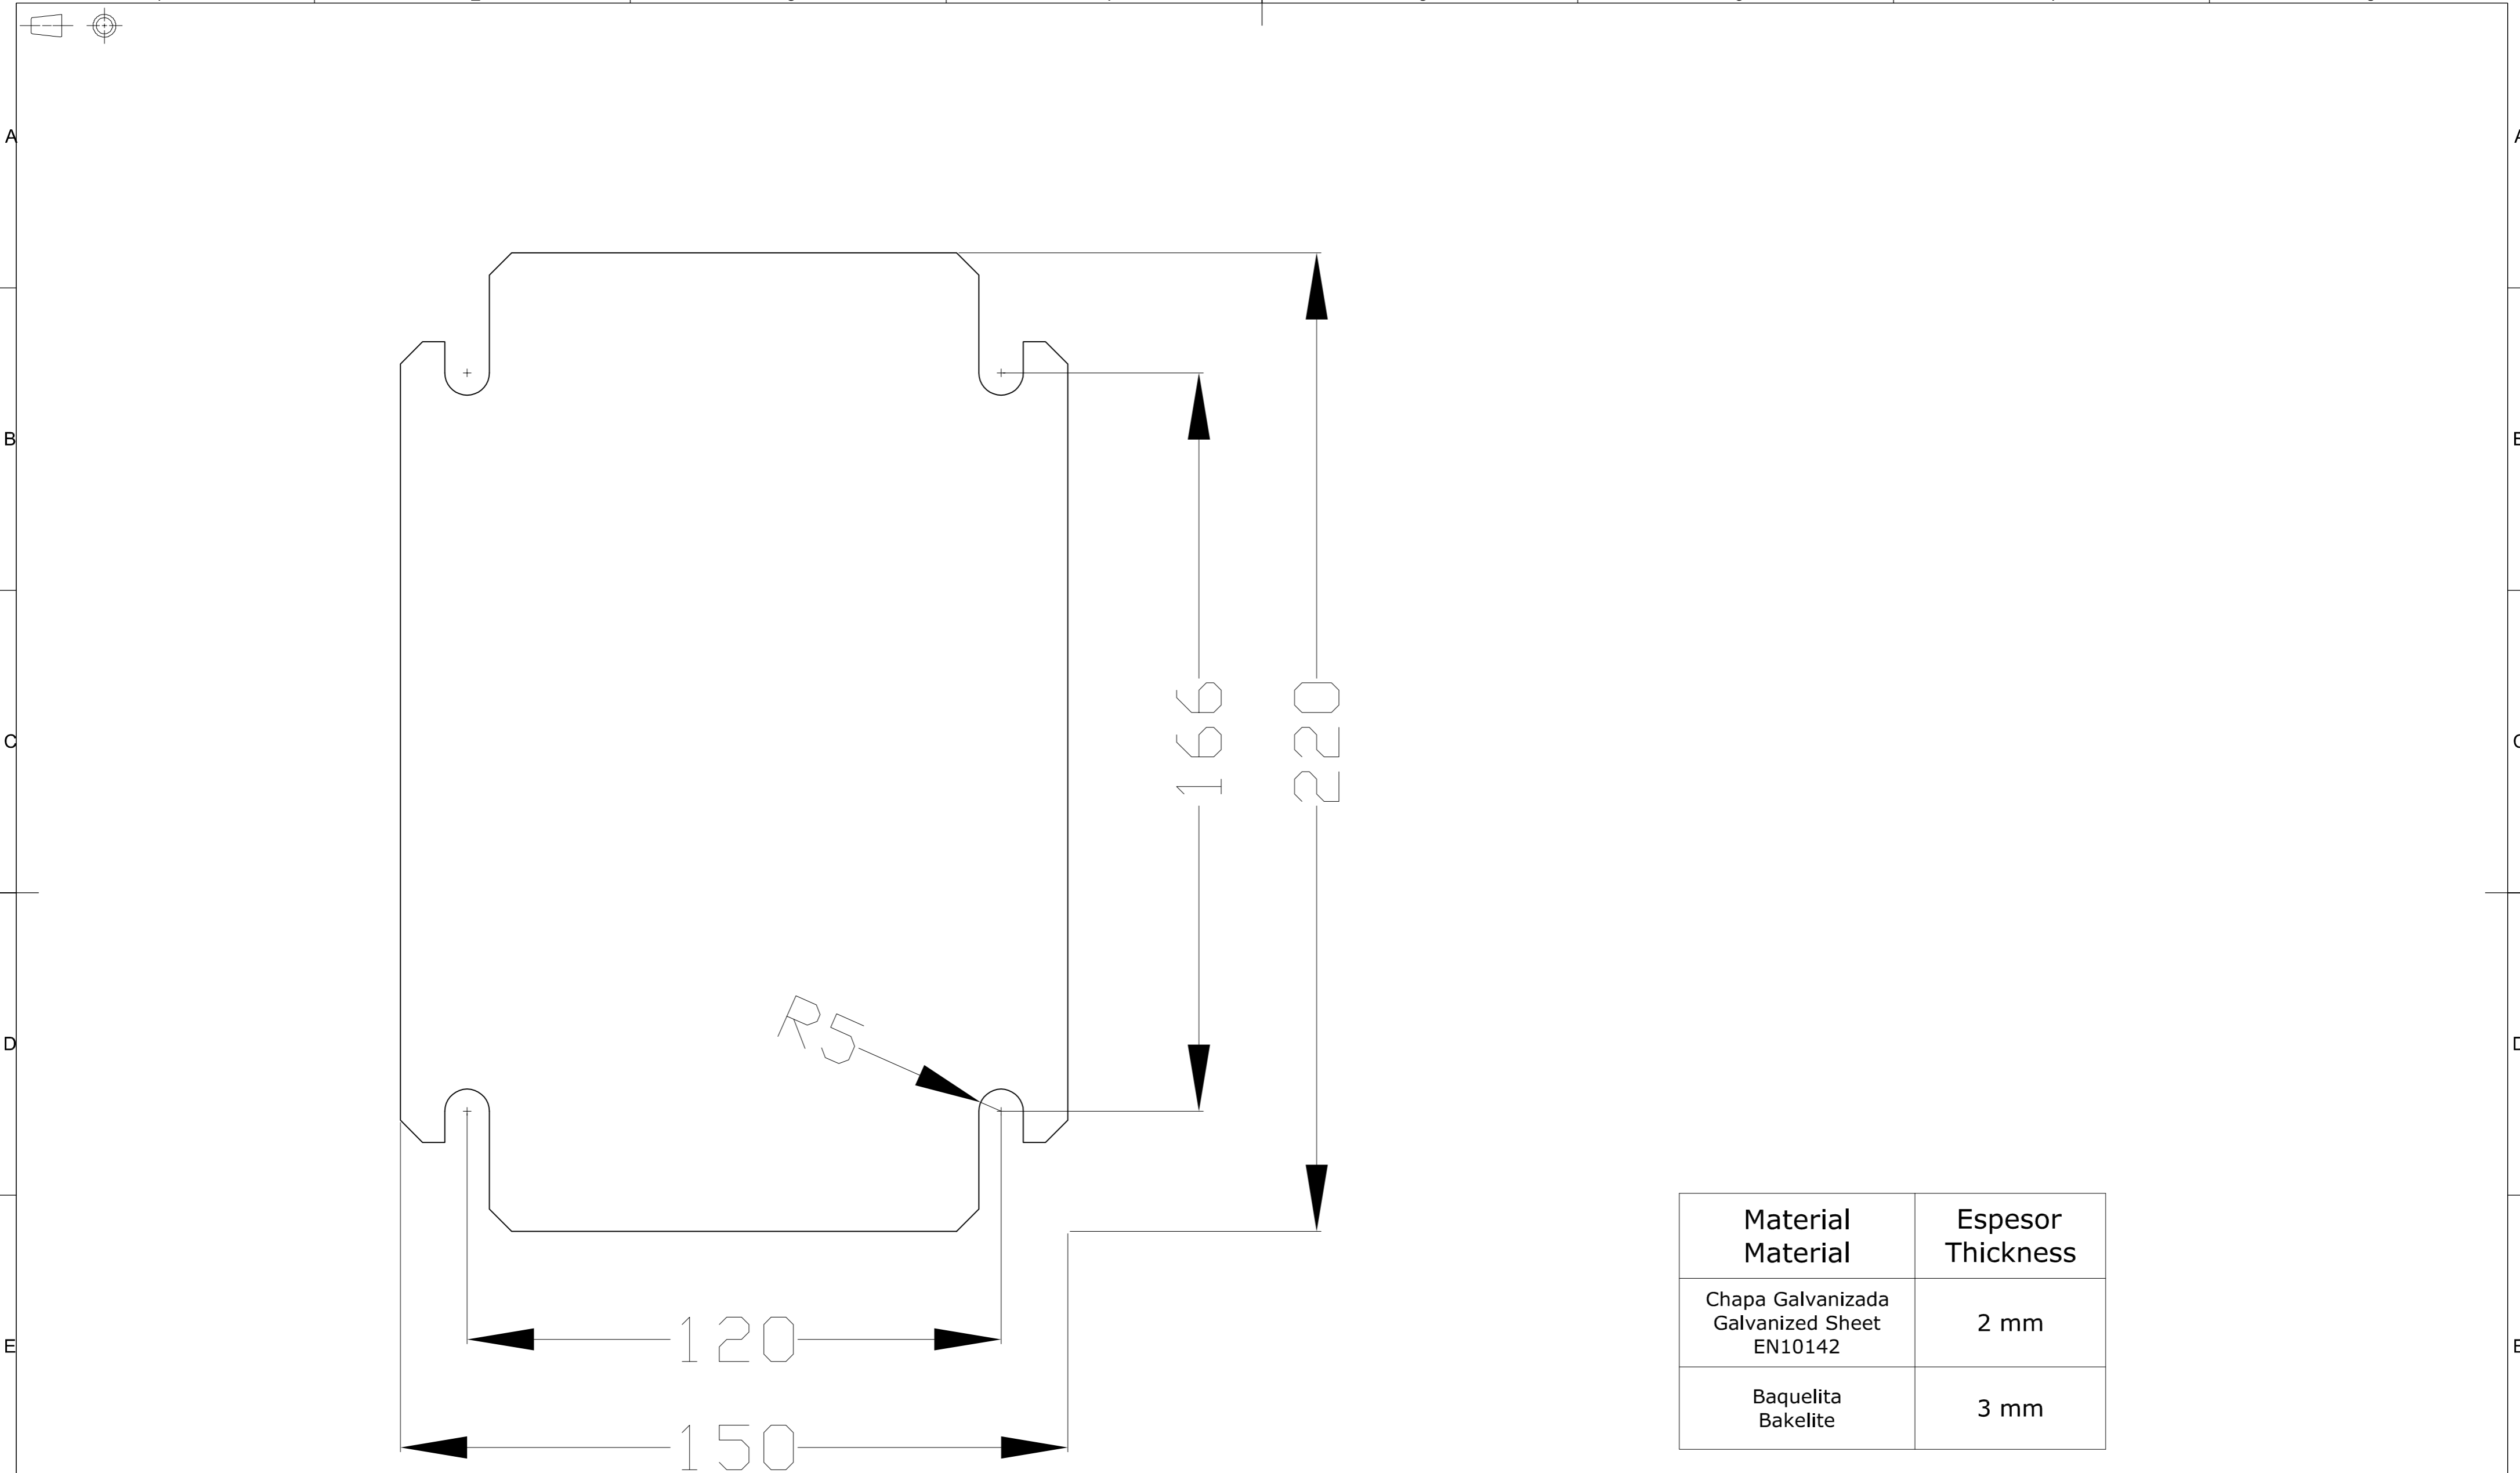 A
A
B
C
D
E
166
220
R5
120
150
Material
Material
Espesor
Thickness
Chapa Galvanizada
Galvanized Sheet
EN10142
2 mm
Baquelita
Bakelite
3 mm